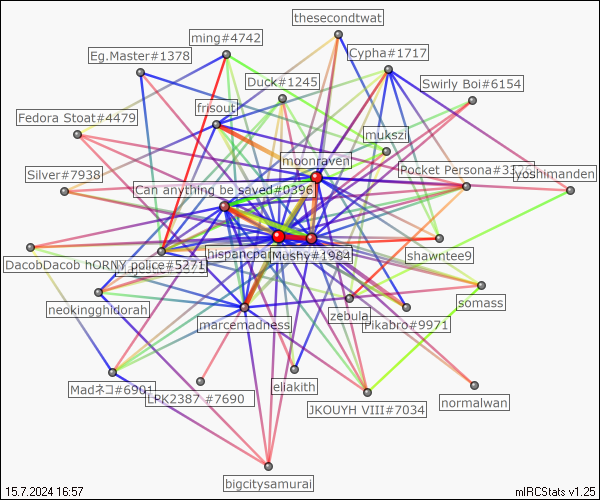 thesecondtwat
ming#4742
Cypha#1717
Eg.Master#1378
Dick#1245
Swirly Boi#6154
frisout
Fedora Stoat#4479
mukszi
moonraven
Pocket Persona#33
yoshimanden
Silver#7938
Can anything be saved#0396
hispancpa
Mushy#1984
shawntee9
DacobDacob hORNY police#5271
neokingghidorah
zebula
somass
marcemadness
Pikabro#9971
eliakith
Madネコ#6901
LPK2387 #7690
normalwan
JKOUYH VIII#7034
bigcitysamurai
15.7.2024 16:57
mIRCStats v1.25